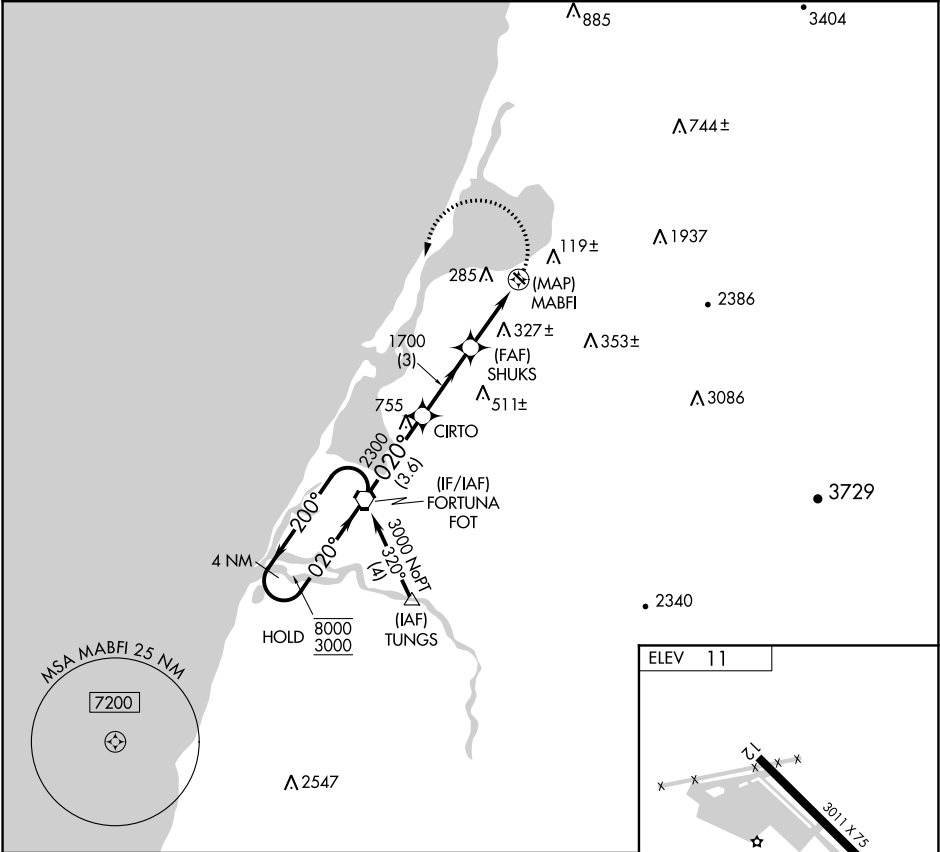 885
3404
744±
1937
119±
285
(MAP)
MABFI
2386
327±
353±
1700
(3)
(FAF)
SHUKS
3086
511±
755
CIRTO
2300
020°
(3.6)
(IF/IAF)
FORTUNA
FOT
3729
200°
020°
4 NM
3000 NoPT
320°
(4)
HOLD
8000
3000
(IAF)
TUNGS
2340
MSA MABFI 25 NM
7200
2547
ELEV 11
12
3011 X 75
X X X X X